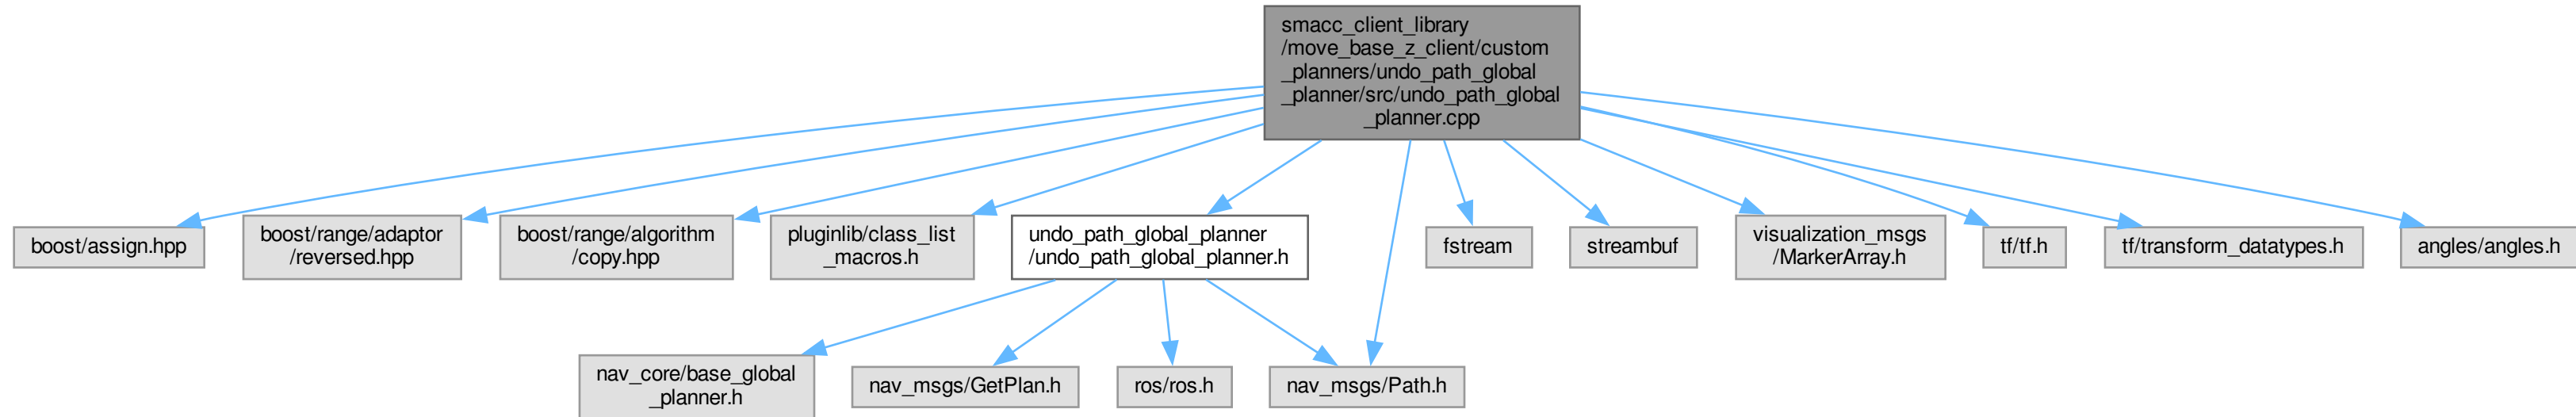 smacc_client_library
/move_base_z_client/custom
_planners/undo_path_global
_planner/src/undo_path_global
_planner.cpp
boost/assign.hpp
boost/range/adaptor
/reversed.hpp
boost/range/algorithm
/copy.hpp
pluginlib/class_list
_macros.h
undo_path_global_planner
/undo_path_global_planner.h
fstream
streambuf
visualization_msgs
/MarkerArray.h
tf/tf.h
tf/transform_datatypes.h
angles/angles.h
nav_core/base_global
_planner.h
nav_msgs/GetPlan.h
ros/ros.h
nav_msgs/Path.h